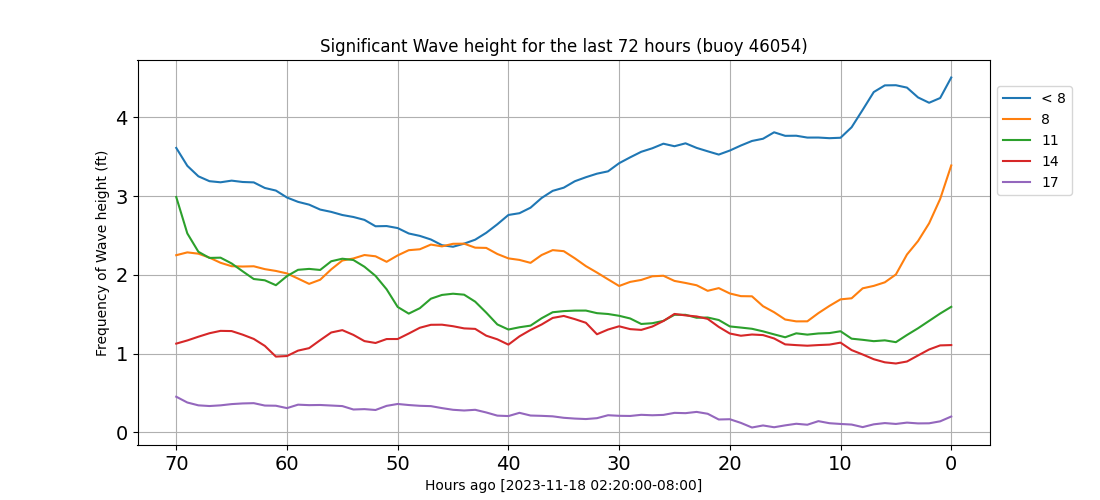 Significant Wave height for the last 72 hours (buoy 46054)
Frequency of Wave height (ft)
4
3
2
1
0
70 60 50 40 30 20 10 0
Hours ago [2023-11-18 02:20:00-08:00]
< 8
8
11
14
17